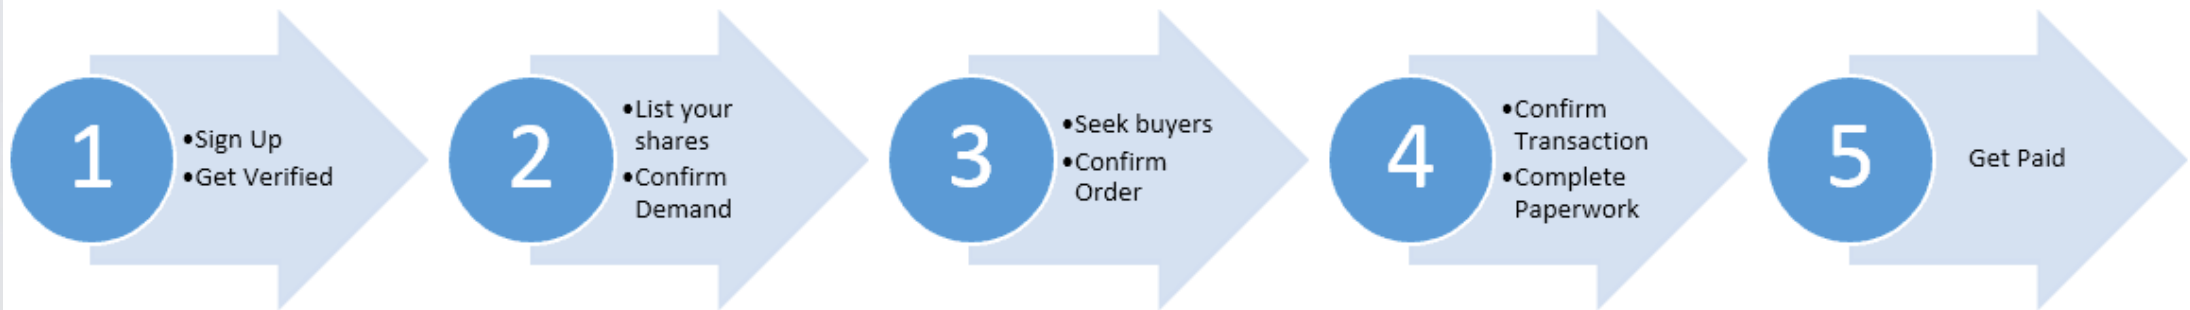 1
•Sign Up
•Get Verified
2
•List your
shares
•Confirm
Demand
3
•Seek buyers
•Confirm
Order
4
•Confirm
Transaction
•Complete
Paperwork
5
Get Paid